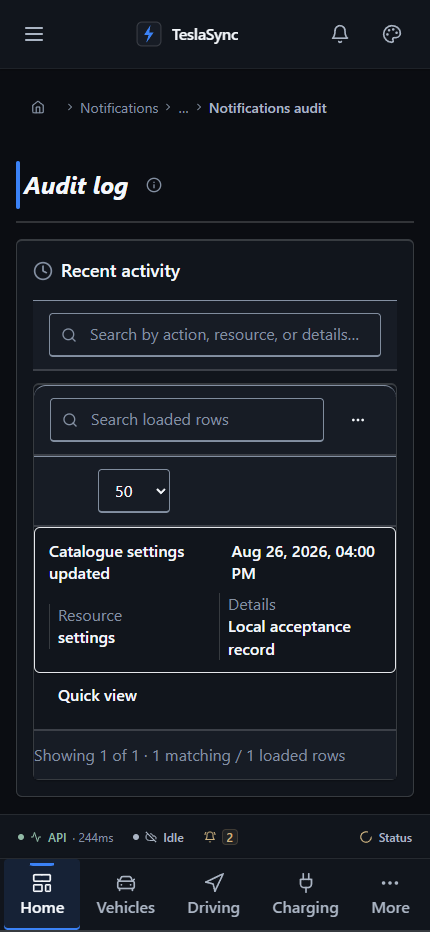 TeslaSync
Notifications
...
Notifications audit
Audit log
Recent activity
Search by action, resource, or details...
Search loaded rows
50
Catalogue settings
updated
Aug 26, 2026, 04:00
PM
Resource
settings
Details
Local acceptance
record
Quick view
Showing 1 of 1 · 1 matching / 1 loaded rows
API · 244ms
Idle
2
Status
Home
Vehicles
Driving
Charging
More